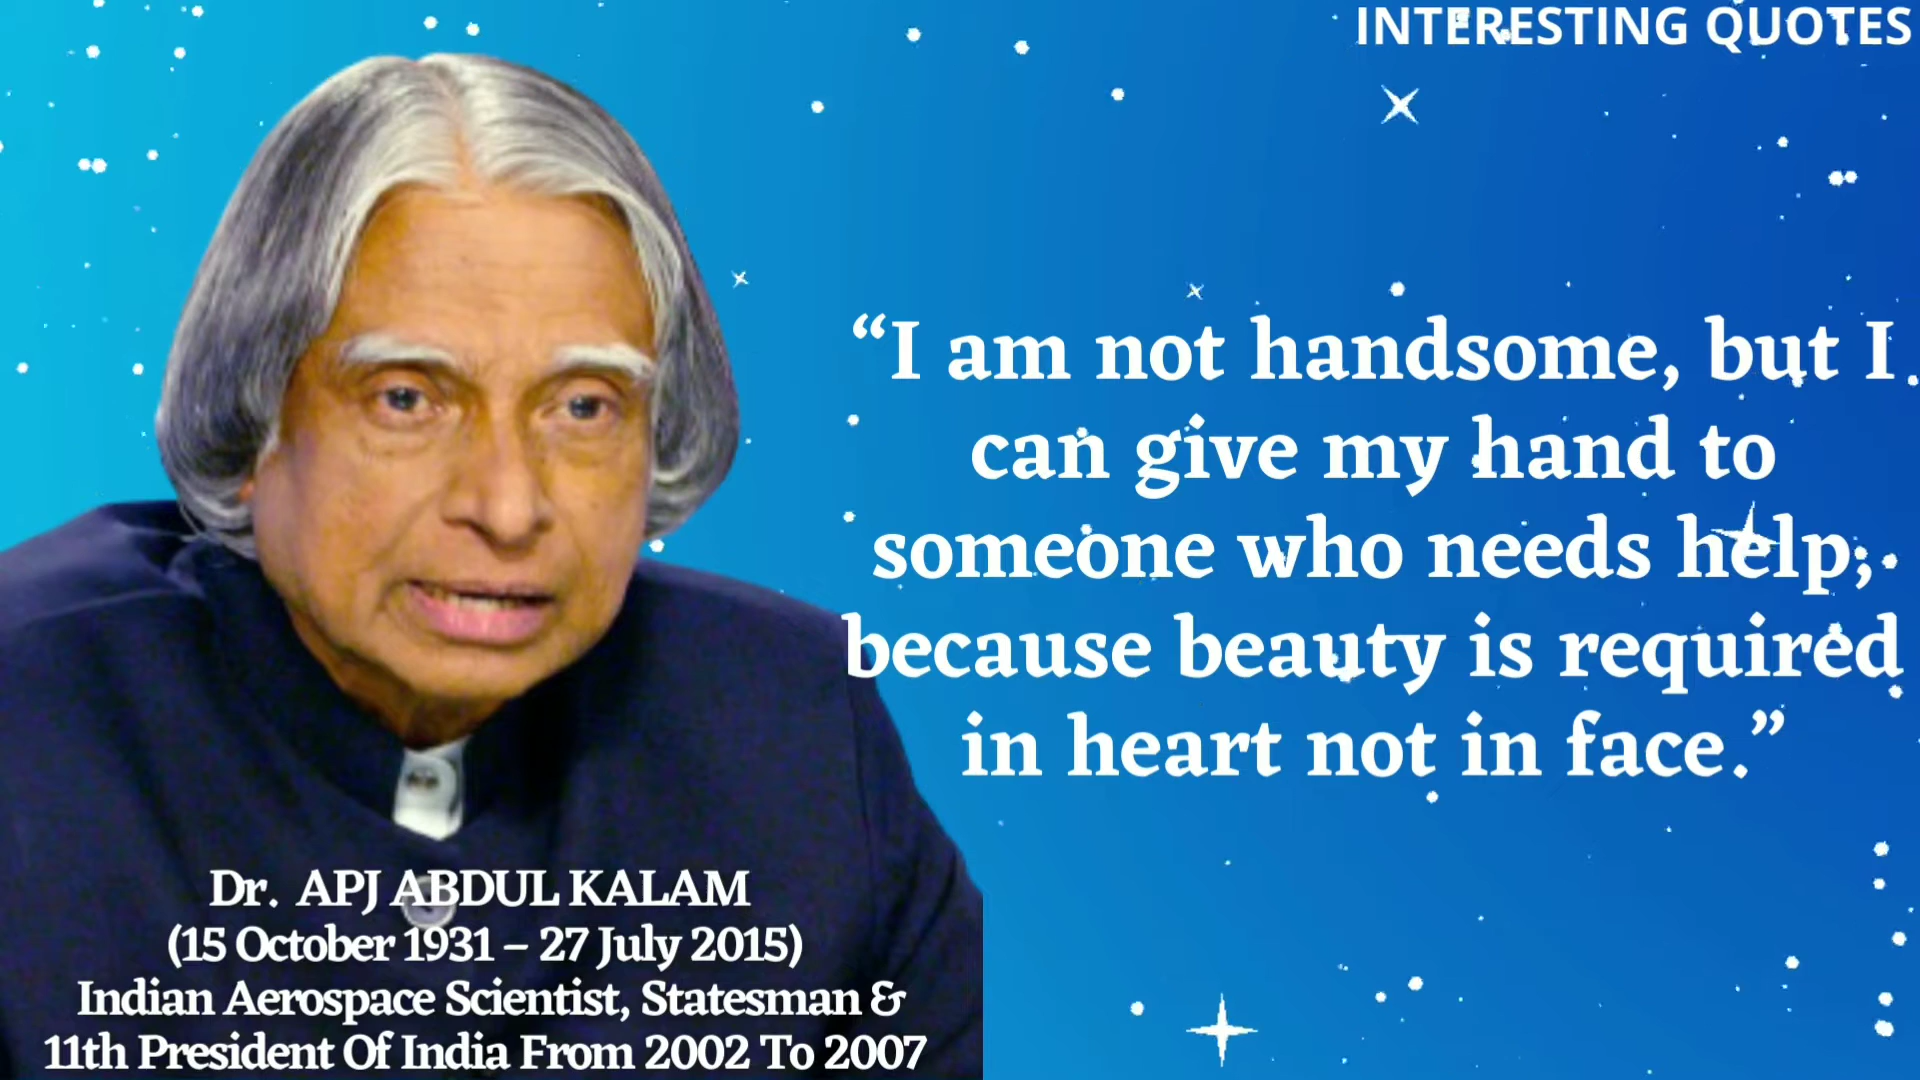 INTERESTING QUOTES
“I am not handsome, but I
can give my hand to
someone who needs help;
because beauty is required
in heart not in face.”
Dr. APJ ABDUL KALAM
(15 October 1931 – 27 July 2015)
Indian Aerospace Scientist, Statesman &
11th President Of India From 2002 To 2007